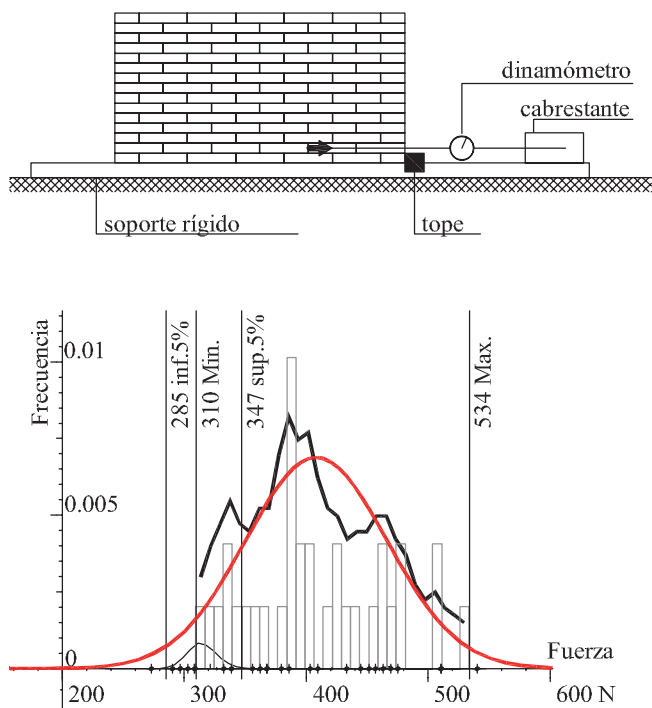 dinamómetro
cabrestante
soporte rígido
tope
Frecuencia
0.01
0.005
0
285 inf.5%
310 Min.
347 sup.5%
534 Max.
Fuerza
200
300
400
500
600 N